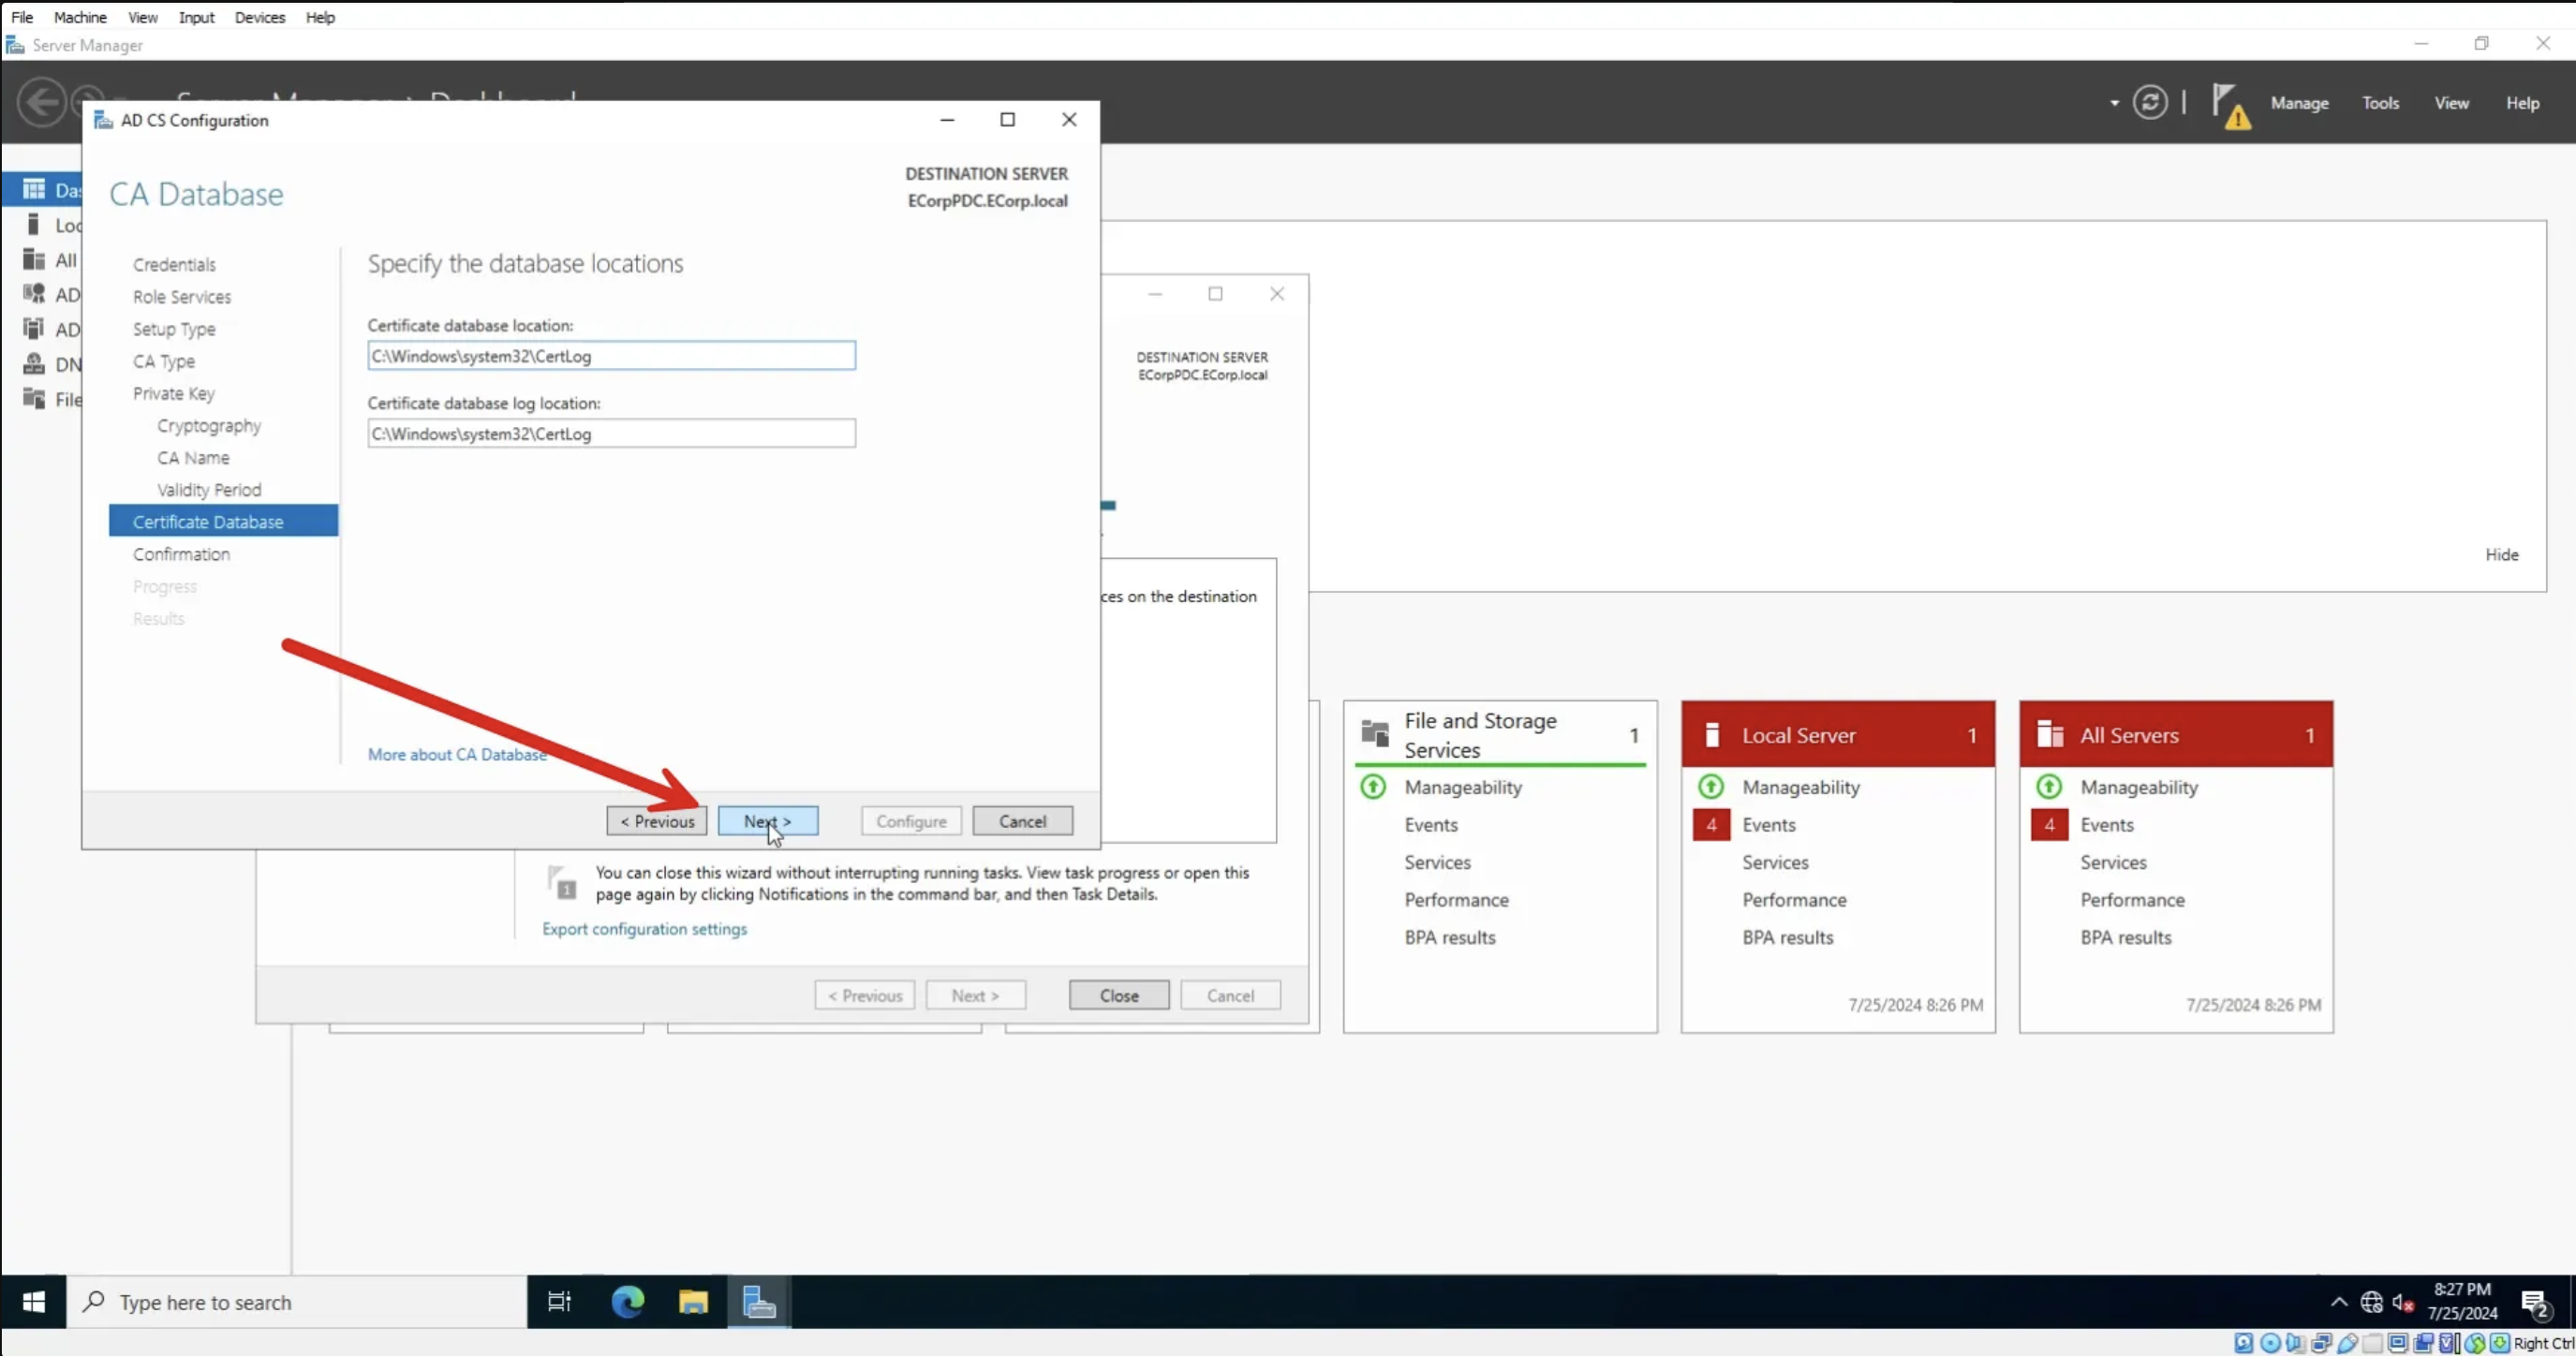 File Machine View Input Devices Help
Server Manager
Manage Tools View Help
AD CS Configuration
CA Database
DESTINATION SERVER
ECorpPDC.ECorp.local
Credentials
Role Services
Setup Type
CA Type
Private Key
Cryptography
CA Name
Validity Period
Certificate Database
Confirmation
Progress
Results
Specify the database locations
Certificate database location:
C:\Windows\system32\CertLog
Certificate database log location:
C:\Windows\system32\CertLog
More about CA Database
< Previous Next > Configure Cancel
All
AD
AD
DESTINATION SERVER
ECorpPDC.ECorp.local
on the destination
You can close this wizard without interrupting running tasks. View task progress or open this
page again by clicking Notifications in the command bar, and then Task Details.
1
Export configuration settings
< Previous Next > Close Cancel
Hide
File and Storage
Services
1
Manageability
Events
Services
Performance
BPA results
Local Server 1
Manageability
4 Events
Services
Performance
BPA results
7/25/2024 8:26 PM
All Servers 1
Manageability
4 Events
Services
Performance
BPA results
7/25/2024 8:26 PM
Type here to search
8:27 PM
7/25/2024
2
Right Ctrl